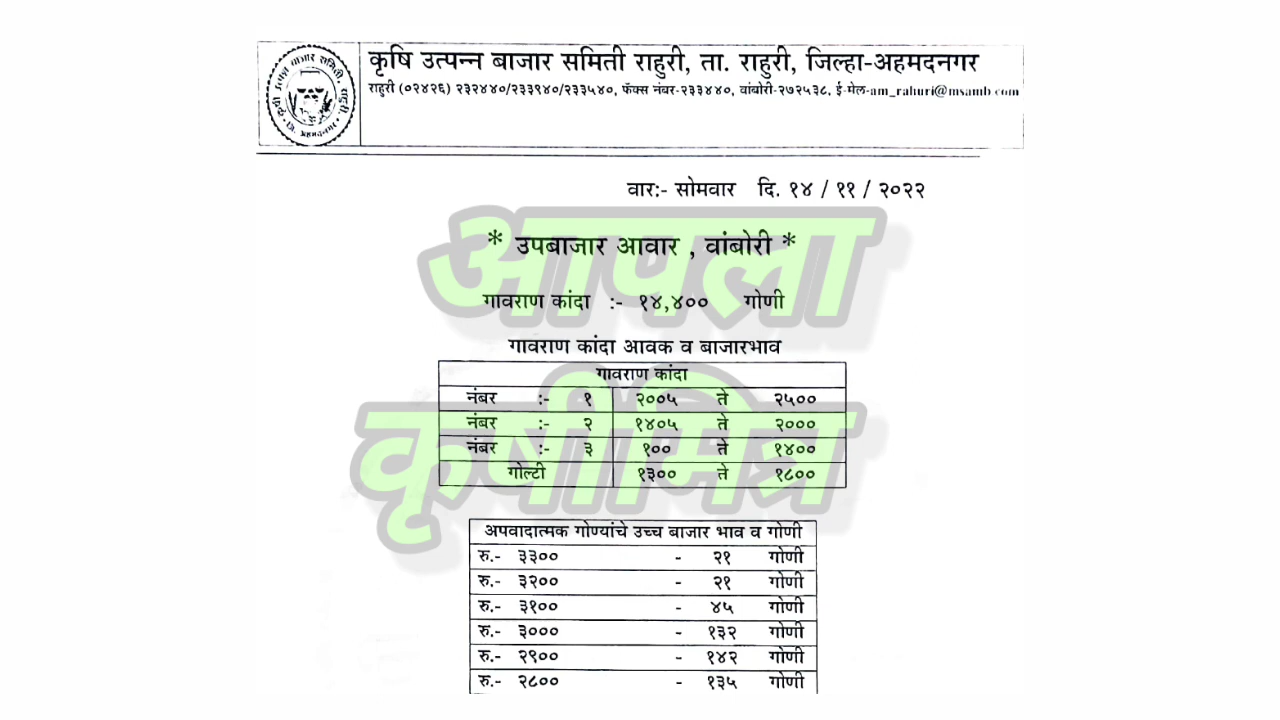 कृषि उत्पन्न बाजार समिती राहुरी, ता. राहुरी, जिल्हा-अहमदनगर
राहुरी (०२४२६) २३२४४०/२३३९४०/२३३५४०, फॅक्स नंबर-२३३४४०, वांबोरी-२७२५३८, ई-मेल-am_rahuri@msamb.com
वार:- सोमवार दि. १४ / ११ / २०२२
* उपबाजार आवार , वांबोरी *
गावराण कांदा :- १४,४०० गोणी
गावराण कांदा आवक व बाजारभाव
गावराण कांदा
नंबर :- १ २००५ ते २५००
नंबर :- २ १४०५ ते २०००
नंबर :- ३ १०० ते १४००
गोल्टी १३०० ते १८००
अपवादात्मक गोण्यांचे उच्च बाजार भाव व गोणी
रु.- ३३०० - २१ गोणी
रु.- ३२०० - २१ गोणी
रु.- ३१०० - ४५ गोणी
रु.- ३००० - १३२ गोणी
रु.- २९०० - १४२ गोणी
रु.- २८०० - १३५ गोणी
आपला
कृषीमित्र